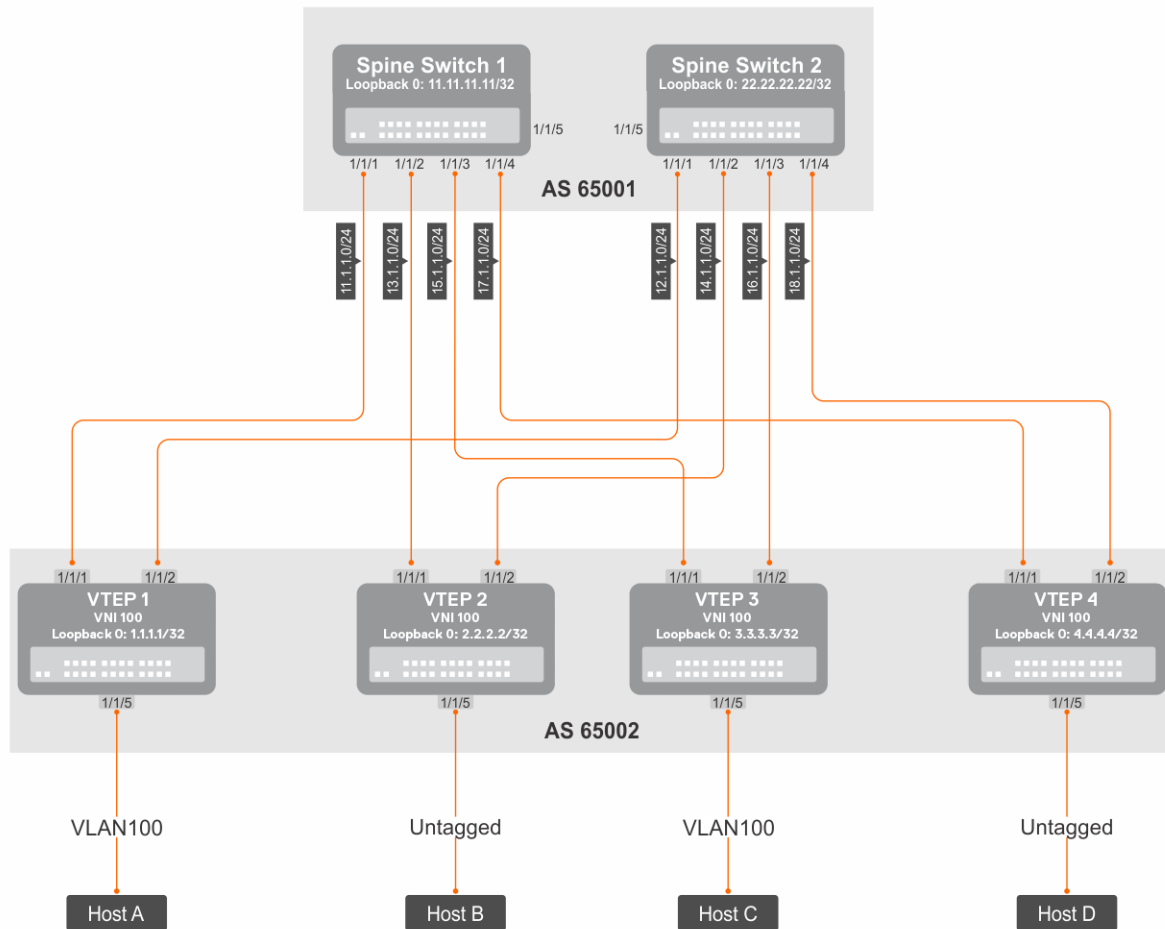 Spine Switch 1
Loopback 0: 11.11.11.11/32
1/1/5
1/1/1
1/1/2
1/1/3
1/1/4
Spine Switch 2
Loopback 0: 22.22.22.22/32
1/1/5
1/1/1
1/1/2
1/1/3
1/1/4
AS 65001
11.1.1.0/24
13.1.1.0/24
15.1.1.0/24
17.1.1.0/24
12.1.1.0/24
14.1.1.0/24
16.1.1.0/24
18.1.1.0/24
1/1/1
1/1/2
VTEP 1
VNI 100
Loopback 0: 1.1.1.1/32
1/1/5
1/1/1
1/1/2
VTEP 2
VNI 100
Loopback 0: 2.2.2.2/32
1/1/5
1/1/1
1/1/2
VTEP 3
VNI 100
Loopback 0: 3.3.3.3/32
1/1/5
1/1/1
1/1/2
VTEP 4
VNI 100
Loopback 0: 4.4.4.4/32
1/1/5
AS 65002
VLAN100
Untagged
VLAN100
Untagged
Host A
Host B
Host C
Host D